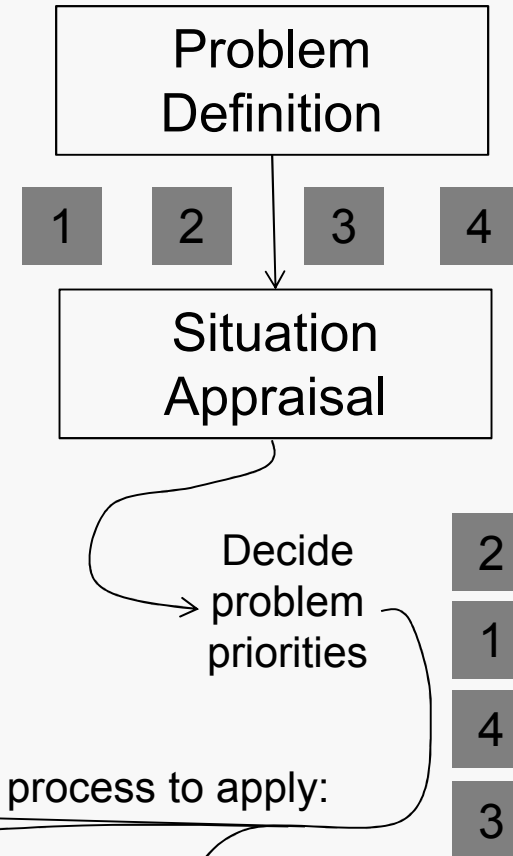 Problem
Definition
1 2 3 4
Situation
Appraisal
Decide
problem
priorities
2
1
4
3
process to apply: